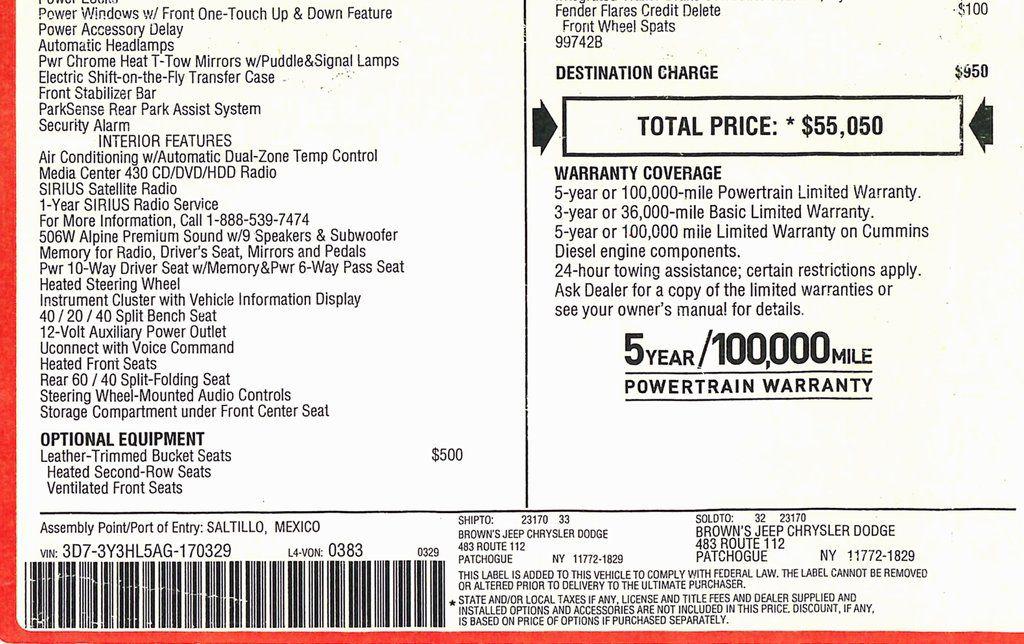 Power Windows w/ Front One-Touch Up & Down Feature
Power Accessory Delay
Automatic Headlamps
Pwr Chrome Heat T-Tow Mirrors w/Puddle&Signal Lamps
Electric Shift-on-the-Fly Transfer Case
Front Stabilizer Bar
ParkSense Rear Park Assist System
Security Alarm
INTERIOR FEATURES
Air Conditioning w/Automatic Dual-Zone Temp Control
Media Center 430 CD/DVD/HDD Radio
SIRIUS Satellite Radio
1-Year SIRIUS Radio Service
For More Information, Call 1-888-539-7474
506W Alpine Premium Sound w/9 Speakers & Subwoofer
Memory for Radio, Driver's Seat, Mirrors and Pedals
Pwr 10-Way Driver Seat w/Memory&Pwr 6-Way Pass Seat
Heated Steering Wheel
Instrument Cluster with Vehicle Information Display
40 / 20 / 40 Split Bench Seat
12-Volt Auxiliary Power Outlet
Uconnect with Voice Command
Heated Front Seats
Rear 60 / 40 Split-Folding Seat
Steering Wheel-Mounted Audio Controls
Storage Compartment under Front Center Seat
OPTIONAL EQUIPMENT
Leather-Trimmed Bucket Seats $500
Heated Second-Row Seats
Ventilated Front Seats
Fender Flares Credit Delete -$100
Front Wheel Spats
99742B
DESTINATION CHARGE $950
TOTAL PRICE: * $55,050
WARRANTY COVERAGE
5-year or 100,000-mile Powertrain Limited Warranty.
3-year or 36,000-mile Basic Limited Warranty.
5-year or 100,000 mile Limited Warranty on Cummins
Diesel engine components.
24-hour towing assistance; certain restrictions apply.
Ask Dealer for a copy of the limited warranties or
see your owner's manual for details.
5 YEAR/100,000 MILE
POWERTRAIN WARRANTY
Assembly Point/Port of Entry: SALTILLO, MEXICO
VIN: 3D7-3Y3HL5AG-170329 L4-VON: 0383 0329
SHIPTO: 23170 33
BROWN'S JEEP CHRYSLER DODGE
483 ROUTE 112
PATCHOGUE NY 11772-1829
SOLDTO: 32 23170
BROWN'S JEEP CHRYSLER DODGE
483 ROUTE 112
PATCHOGUE NY 11772-1829
THIS LABEL IS ADDED TO THIS VEHICLE TO COMPLY WITH FEDERAL LAW. THE LABEL CANNOT BE REMOVED
OR ALTERED PRIOR TO DELIVERY TO THE ULTIMATE PURCHASER.
* STATE AND/OR LOCAL TAXES IF ANY, LICENSE AND TITLE FEES AND DEALER SUPPLIED AND
INSTALLED OPTIONS AND ACCESSORIES ARE NOT INCLUDED IN THIS PRICE. DISCOUNT, IF ANY,
IS BASED ON PRICE OF OPTIONS IF PURCHASED SEPARATELY.